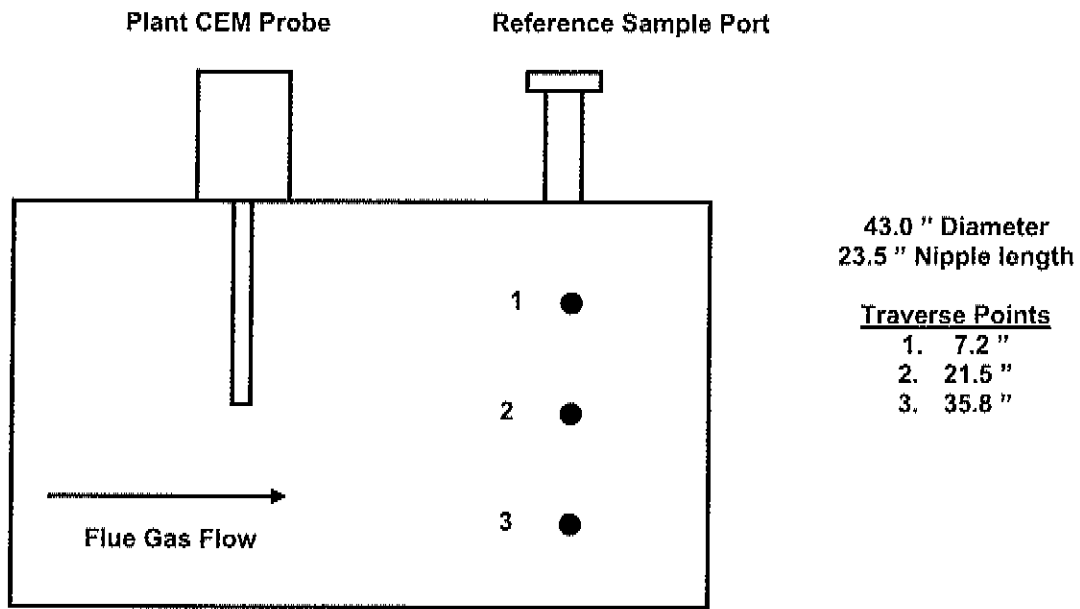 Plant CEM Probe
Reference Sample Port
43.0 " Diameter
23.5 " Nipple length
Traverse Points
1. 7.2 "
2. 21.5 "
3. 35.8 "
1
2
3
Flue Gas Flow